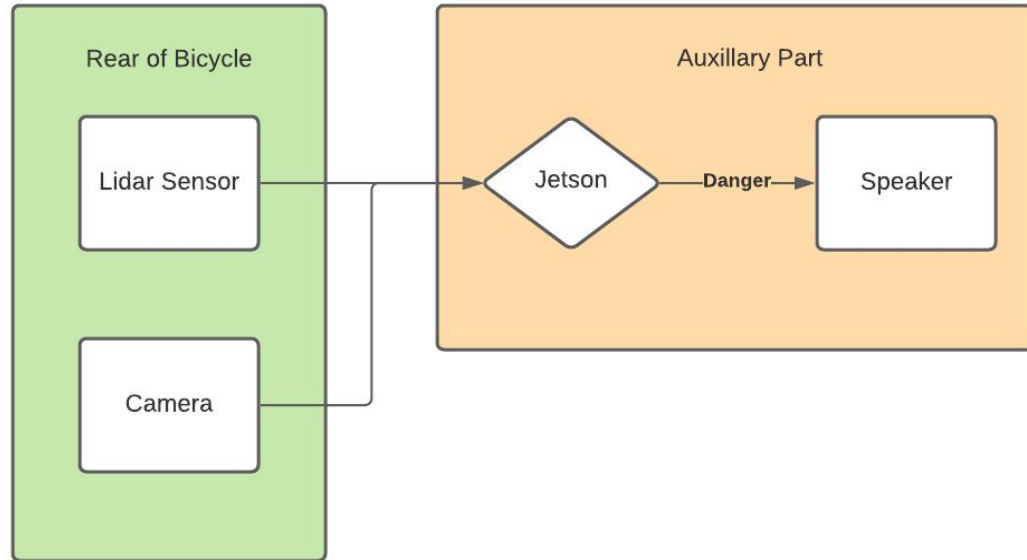 Rear of Bicycle
Auxillary Part
Lidar Sensor
Jetson
Danger
Speaker
Camera